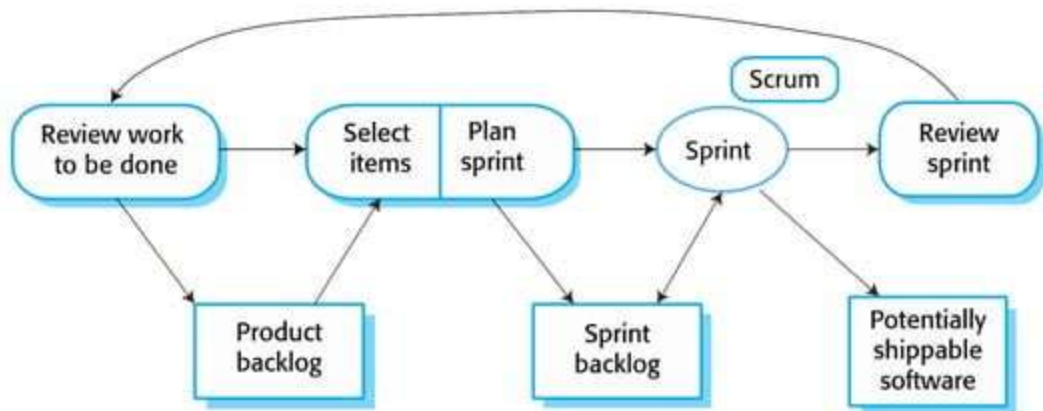 Scrum
Review work
to be done
Select
items
Plan
sprint
Sprint
Review
sprint
Product
backlog
Sprint
backlog
Potentially
shippable
software